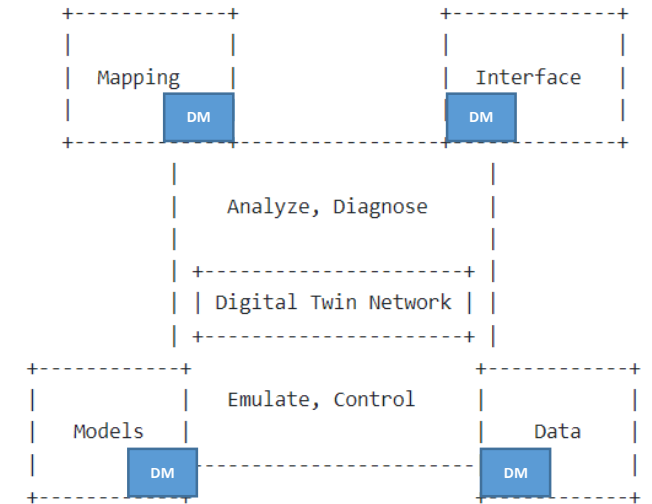 Mapping
Interface
DM
DM
Analyze, Diagnose
Digital Twin Network
Emulate, Control
Models
Data
DM
DM